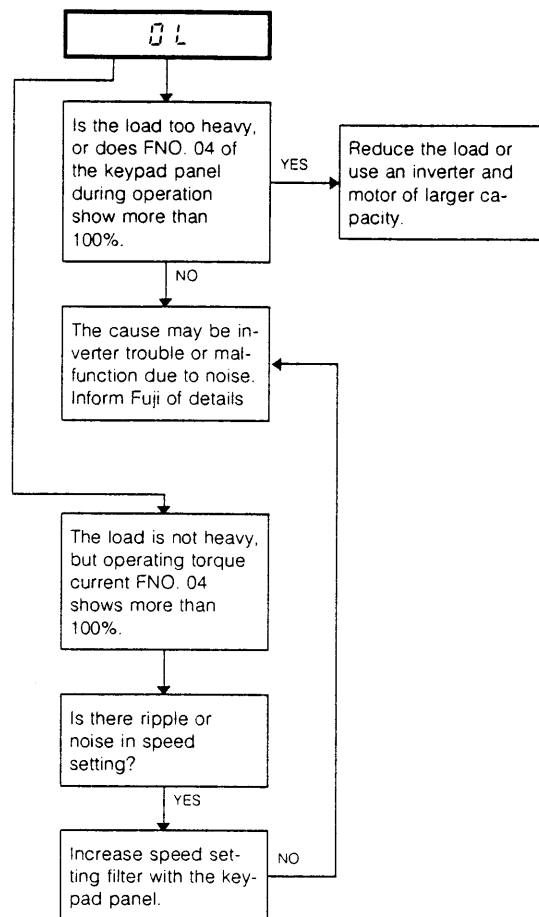 OL
Is the load too heavy,
or does FNO. 04 of
the keypad panel
during operation
show more than
100%.
YES
Reduce the load or
use an inverter and
motor of larger ca-
pacity.
NO
The cause may be in-
verter trouble or mal-
function due to noise.
Inform Fuji of details
The load is not heavy,
but operating torque
current FNO. 04
shows more than
100%.
Is there ripple or
noise in speed
setting?
YES
Increase speed set-
ting filter with the key-
pad panel.
NO